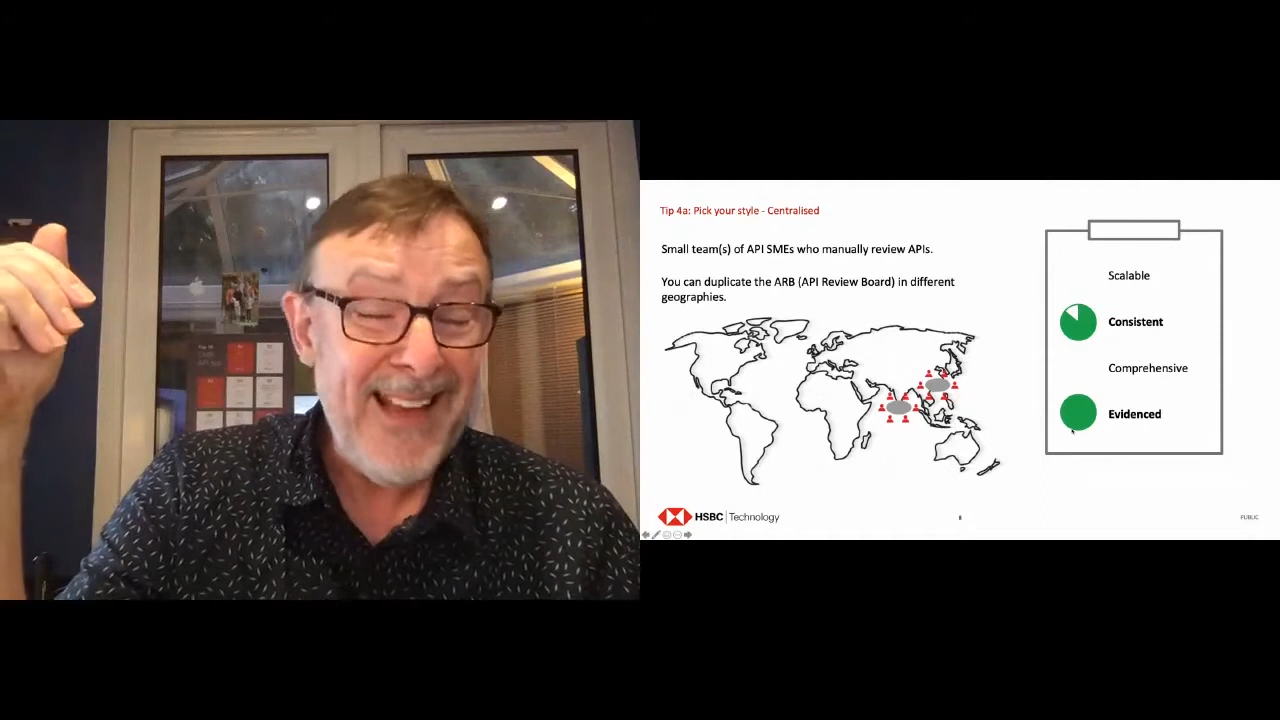 Tip 4a: Pick your style - Centralised
Small team(s) of API SMEs who manually review APIs.
You can duplicate the ARB (API Review Board) in different
geographies.
Scalable
Consistent
Comprehensive
Evidenced
HSBC Technology
8
PUBLIC